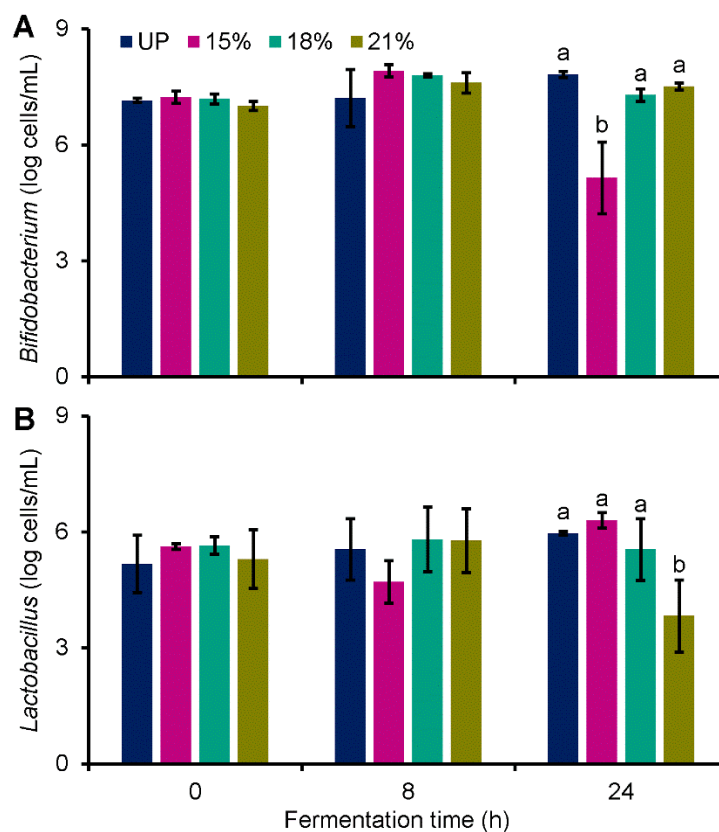 A
UP 15% 18% 21%
9
6
3
0
Bifidobacterium (log cells/mL)
a
b
a
a
B
9
6
3
0
Lactobacillus (log cells/mL)
a
a
a
b
0 8 24
Fermentation time (h)